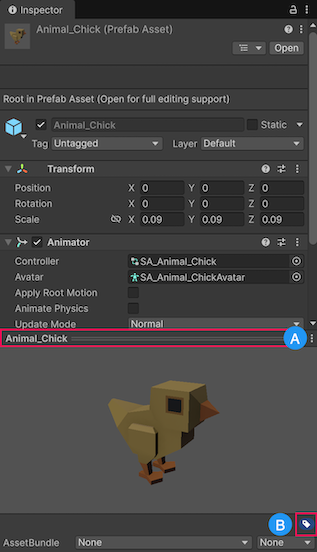 Inspector
Animal_Chick (Prefab Asset)
Open
Root in Prefab Asset (Open for full editing support)
Animal_Chick
Static
Tag Untagged Layer Default
Transform
Position X 0 Y 0 Z 0
Rotation X 0 Y 0 Z 0
Scale X 0.09 Y 0.09 Z 0.09
Animator
Controller SA_Animal_Chick
Avatar SA_Animal_ChickAvatar
Apply Root Motion
Animate Physics
Update Mode Normal
Animal_Chick A
B
AssetBundle None None